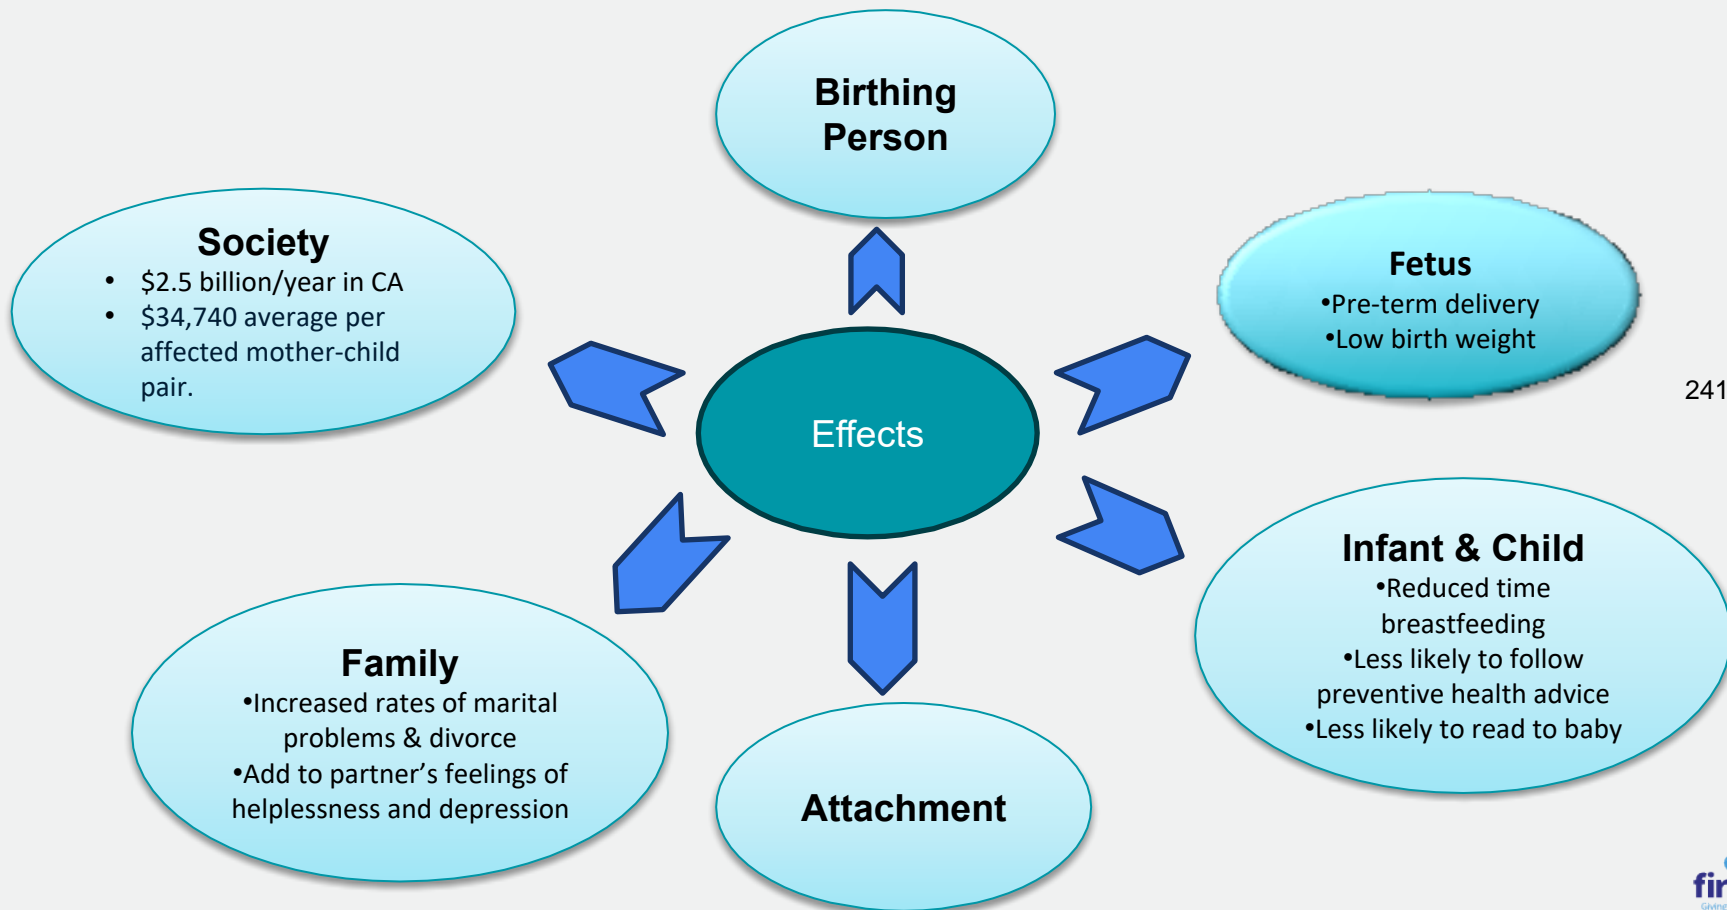 Birthing
Person
Society
• $2.5 billion/year in CA
• $34,740 average per
affected mother-child
pair.
Fetus
•Pre-term delivery
•Low birth weight
241
Effects
Infant & Child
•Reduced time
breastfeeding
•Less likely to follow
preventive health advice
•Less likely to read to baby
Family
•Increased rates of marital
problems & divorce
•Add to partner’s feelings of
helplessness and depression
Attachment
fir
Giving